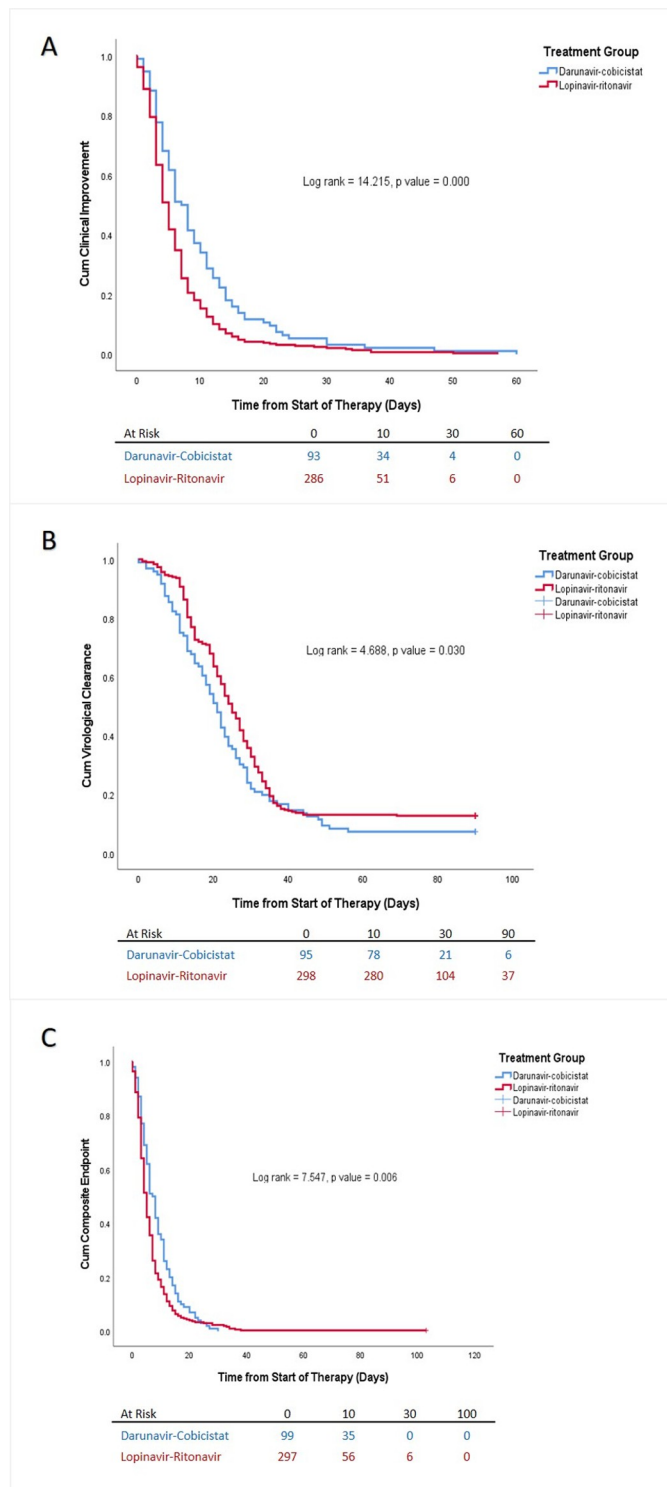 A
Treatment Group
Darunavir-cobicistat
Lopinavir-ritonavir
Log rank = 14.215, p value = 0.000
Cum Clinical Improvement
1.0
0.8
0.6
0.4
0.2
0.0
0 10 20 30 40 50 60
Time from Start of Therapy (Days)
At Risk 0 10 30 60
Darunavir-Cobicistat 93 34 4 0
Lopinavir-Ritonavir 286 51 6 0
B
Treatment Group
Darunavir-cobicistat
Lopinavir-ritonavir
Darunavir-cobicistat
Lopinavir-ritonavir
Log rank = 4.688, p value = 0.030
Cum Virological Clearance
1.0
0.8
0.6
0.4
0.2
0.0
0 20 40 60 80 100
Time from Start of Therapy (Days)
At Risk 0 10 30 90
Darunavir-Cobicistat 95 78 21 6
Lopinavir-Ritonavir 298 280 104 37
C
Treatment Group
Darunavir-cobicistat
Lopinavir-ritonavir
Darunavir-cobicistat
Lopinavir-ritonavir
Log rank = 7.547, p value = 0.006
Cum Composite Endpoint
1.0
0.8
0.6
0.4
0.2
0.0
0 20 40 60 80 100 120
Time from Start of Therapy (Days)
At Risk 0 10 30 100
Darunavir-Cobicistat 99 35 0 0
Lopinavir-Ritonavir 297 56 6 0